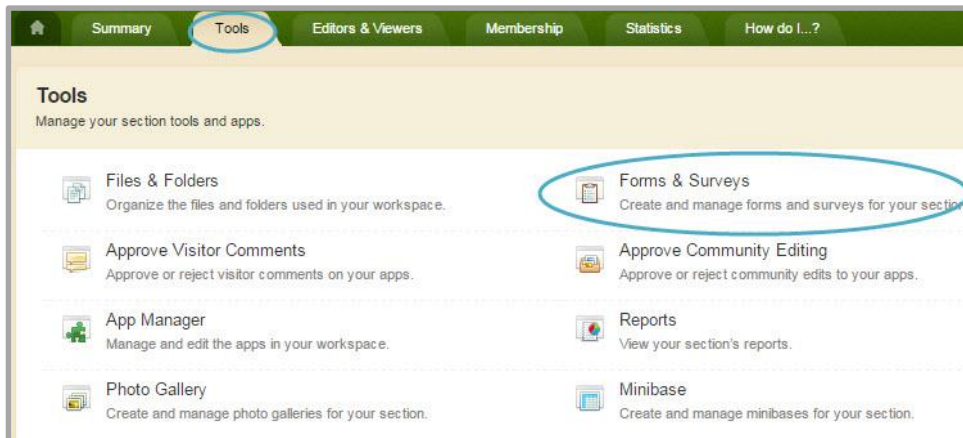 Summary Tools Editors & Viewers Membership Statistics How do I...?
Tools
Manage your section tools and apps.
Files & Folders
Organize the files and folders used in your workspace.
Forms & Surveys
Create and manage forms and surveys for your section
Approve Visitor Comments
Approve or reject visitor comments on your apps.
Approve Community Editing
Approve or reject community edits to your apps.
App Manager
Manage and edit the apps in your workspace.
Reports
View your section's reports.
Photo Gallery
Create and manage photo galleries for your section.
Minibase
Create and manage minibases for your section.